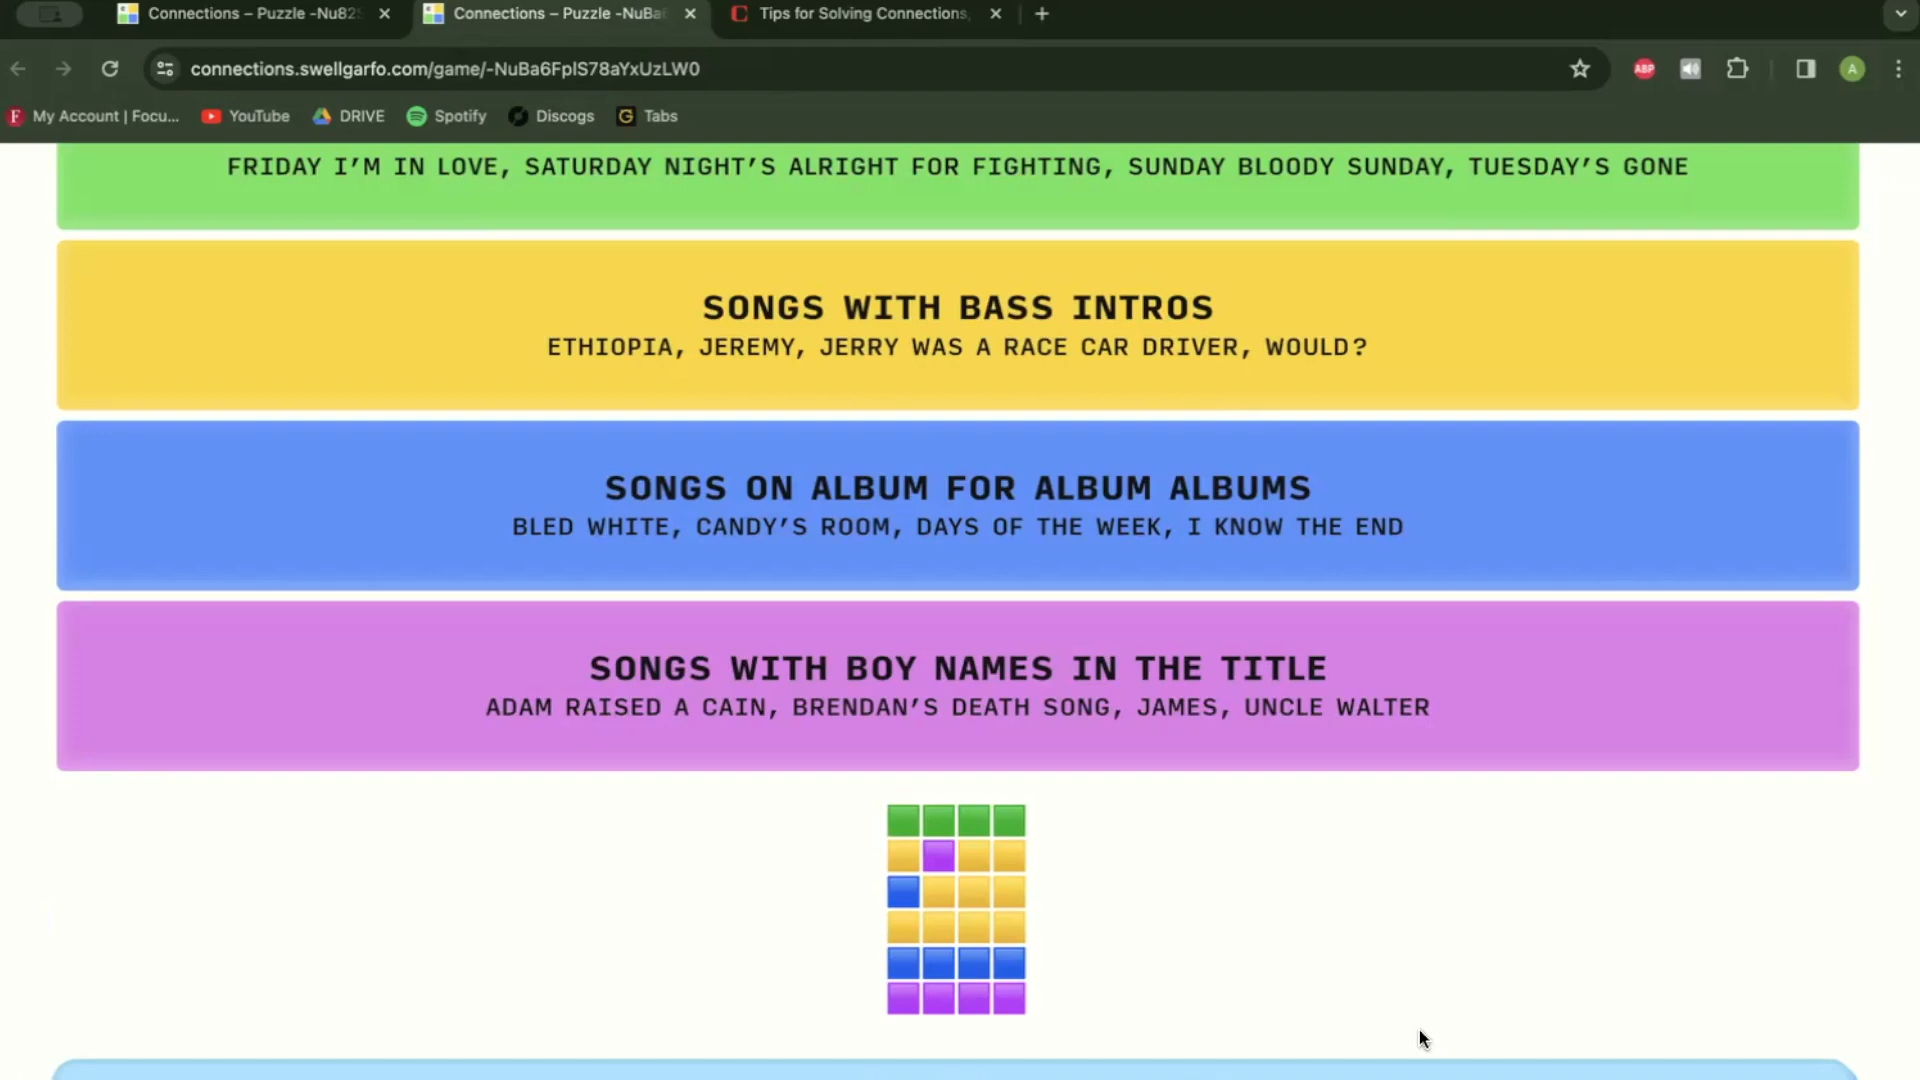 Connections – Puzzle -Nu82
Connections – Puzzle -NuBa
Tips for Solving Connections,
connections.swellgarfo.com/game/-NuBa6FplS78aYxUzLW0
ABP
A
My Account | Focu...
YouTube
DRIVE
Spotify
Discogs
Tabs
FRIDAY I'M IN LOVE, SATURDAY NIGHT'S ALRIGHT FOR FIGHTING, SUNDAY BLOODY SUNDAY, TUESDAY'S GONE
SONGS WITH BASS INTROS
ETHIOPIA, JEREMY, JERRY WAS A RACE CAR DRIVER, WOULD?
SONGS ON ALBUM FOR ALBUM ALBUMS
BLED WHITE, CANDY'S ROOM, DAYS OF THE WEEK, I KNOW THE END
SONGS WITH BOY NAMES IN THE TITLE
ADAM RAISED A CAIN, BRENDAN'S DEATH SONG, JAMES, UNCLE WALTER